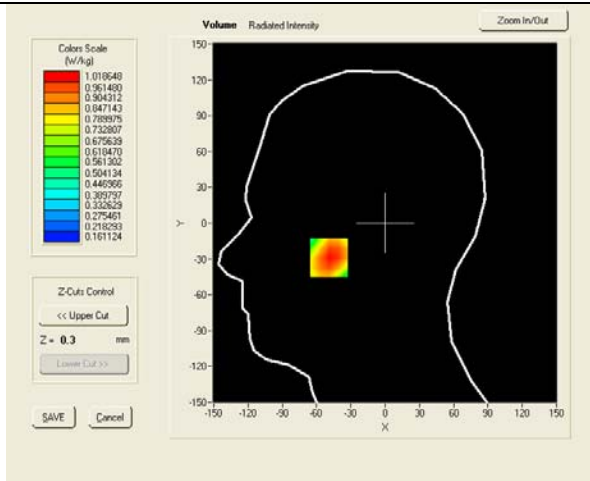 Volume Radiated Intensity
Zoom In/Out
Colors Scale
(W/kg)
1.018648
0.961480
0.904312
0.847143
0.789975
0.732807
0.675639
0.618470
0.561302
0.504134
0.446966
0.389797
0.332629
0.275461
0.218293
0.161124
Z-Cuts Control
<< Upper Cut
Z = 0.3 mm
Lower Cut >>
SAVE Cancel
150
120
90
60
30
0
-30
-60
-90
-120
-150
Y
-150 -120 -90 -60 -30 0 30 60 90 120 150
X